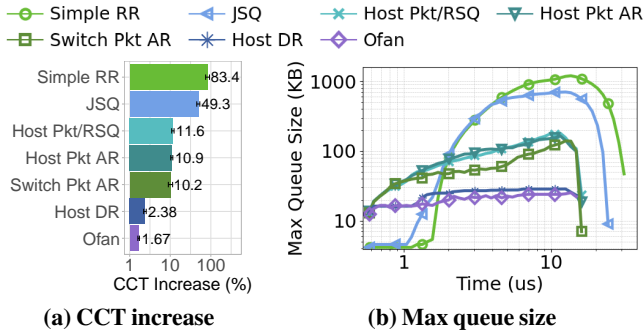 Simple RR JSQ Host Pkt/RSQ Host Pkt AR
Switch Pkt AR Host DR Ofan
Simple RR 83.4
JSQ 49.3
Host Pkt/RSQ 11.6
Host Pkt AR 10.9
Switch Pkt AR 10.2
Host DR 2.38
Ofan 1.67
1 10 100
CCT Increase (%)
(a) CCT increase
Max Queue Size (KB)
1000
100
10
1 10
Time (us)
(b) Max queue size